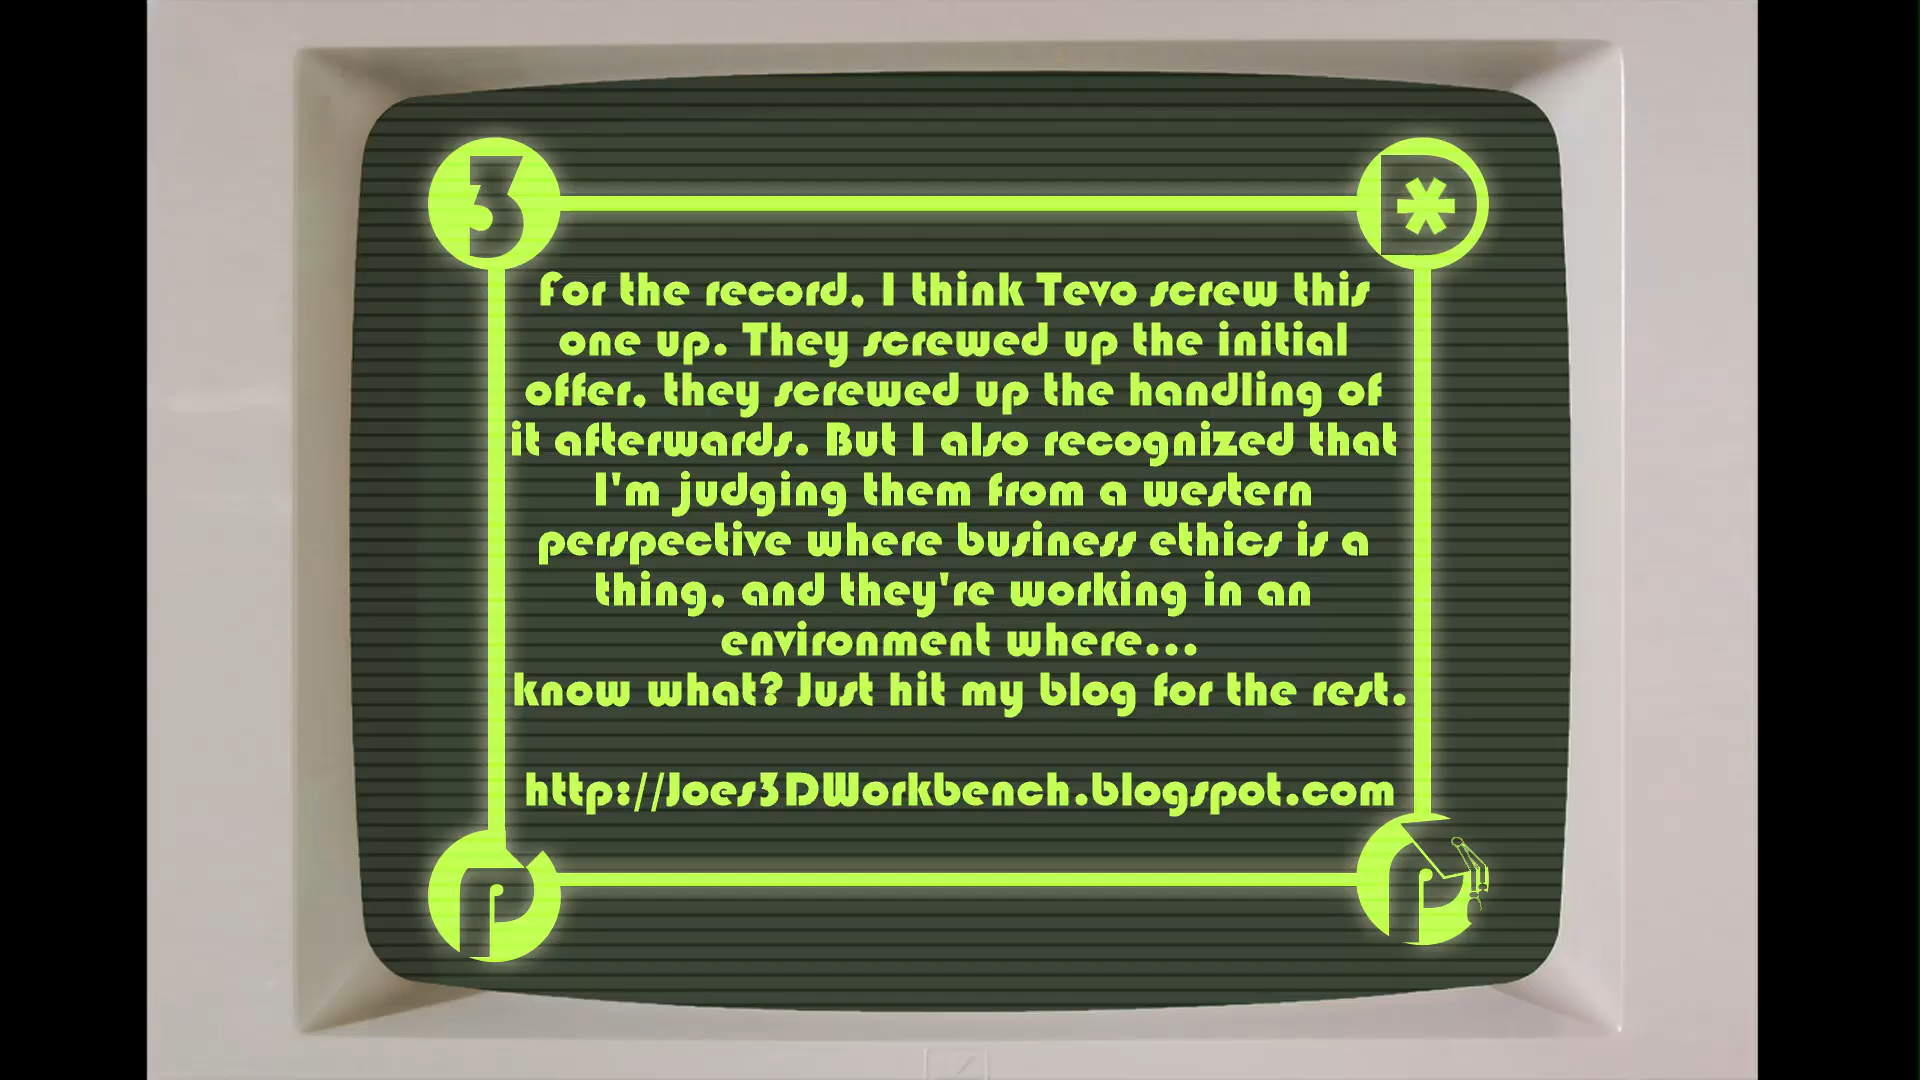 3 D*
For the record, I think Tevo screw this
one up. They screwed up the initial
offer, they screwed up the handling of
it afterwards. But I also recognized that
I'm judging them from a western
perspective where business ethics is a
thing, and they're working in an
environment where...
know what? Just hit my blog for the rest.
http://Joes3DWorkbench.blogspot.com
P P